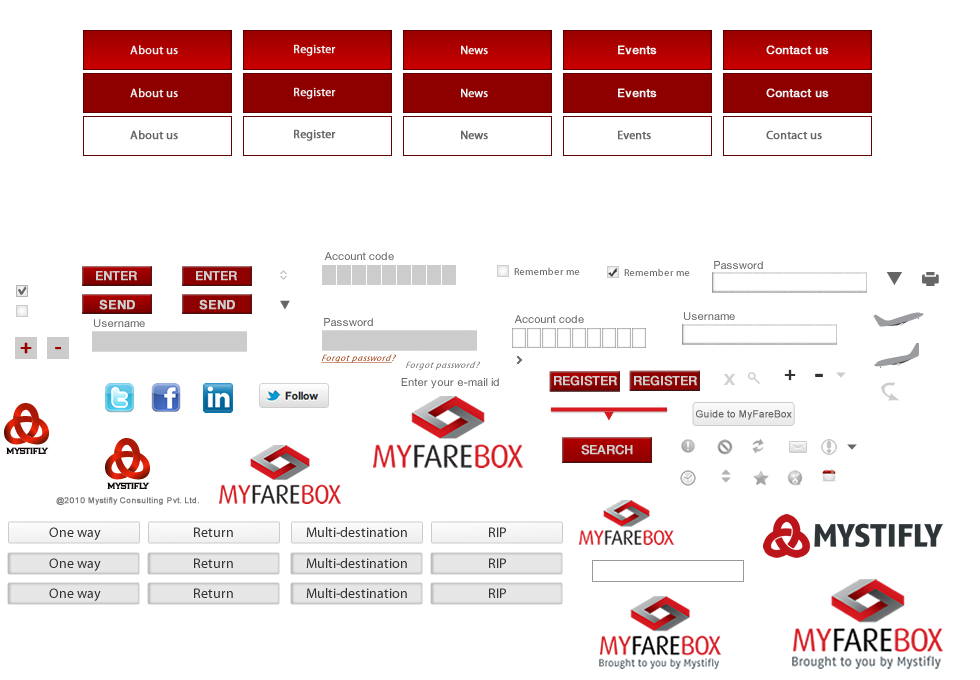 About us Register News Events Contact us
About us Register News Events Contact us
About us Register News Events Contact us
Account code
Remember me Remember me
Password
ENTER ENTER
SEND SEND
Username
Password
Account code
Username
+ -
Forgot password?
Forgot password?
Enter your e-mail id
REGISTER REGISTER
X + -
Follow
Guide to MyFareBox
MYSTIFLY
MYFAREBOX
SEARCH
MYSTIFLY
MYFAREBOX
@2010 Mystifly Consulting Pvt. Ltd.
One way Return Multi-destination RIP
One way Return Multi-destination RIP
One way Return Multi-destination RIP
MYFAREBOX
MYSTIFLY
MYFAREBOX
Brought to you by Mystifly
MYFAREBOX
Brought to you by Mystifly